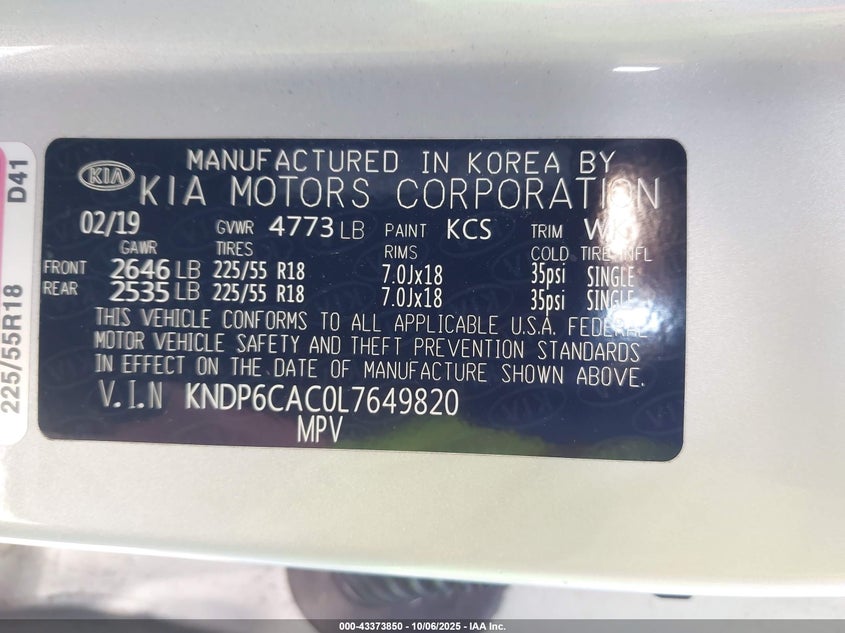 MANUFACTURED IN KOREA BY
KIA KIA MOTORS CORPORATION
02/19 GVWR 4773 LB PAINT KCS TRIM
GAWR TIRES RIMS COLD TIRE INFL
FRONT 2646 LB 225/55 R18 7.0Jx18 35psi SINGLE
REAR 2535 LB 225/55 R18 7.0Jx18 35psi SINGLE
THIS VEHICLE CONFORMS TO ALL APPLICABLE U.S.A. FEDERAL
MOTOR VEHICLE SAFETY AND THEFT PREVENTION STANDARDS
IN EFFECT ON THE DATE OF MANUFACTURE SHOWN ABOVE.
V.I.N KNDP6CAC0L7649820
MPV
225/55R18 D41
000-43373850 - 10/06/2025 - IAA, Inc.